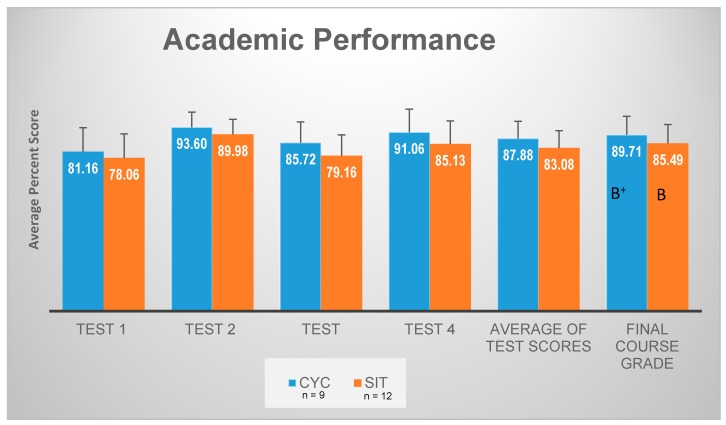 Academic Performance
Average Percent Score
81.16
78.06
93.60
89.98
85.72
79.16
91.06
85.13
87.88
83.08
89.71
85.49
B⁺
B
TEST 1
TEST 2
TEST
TEST 4
AVERAGE OF
TEST SCORES
FINAL
COURSE
GRADE
CYC
n = 9
SIT
n = 12